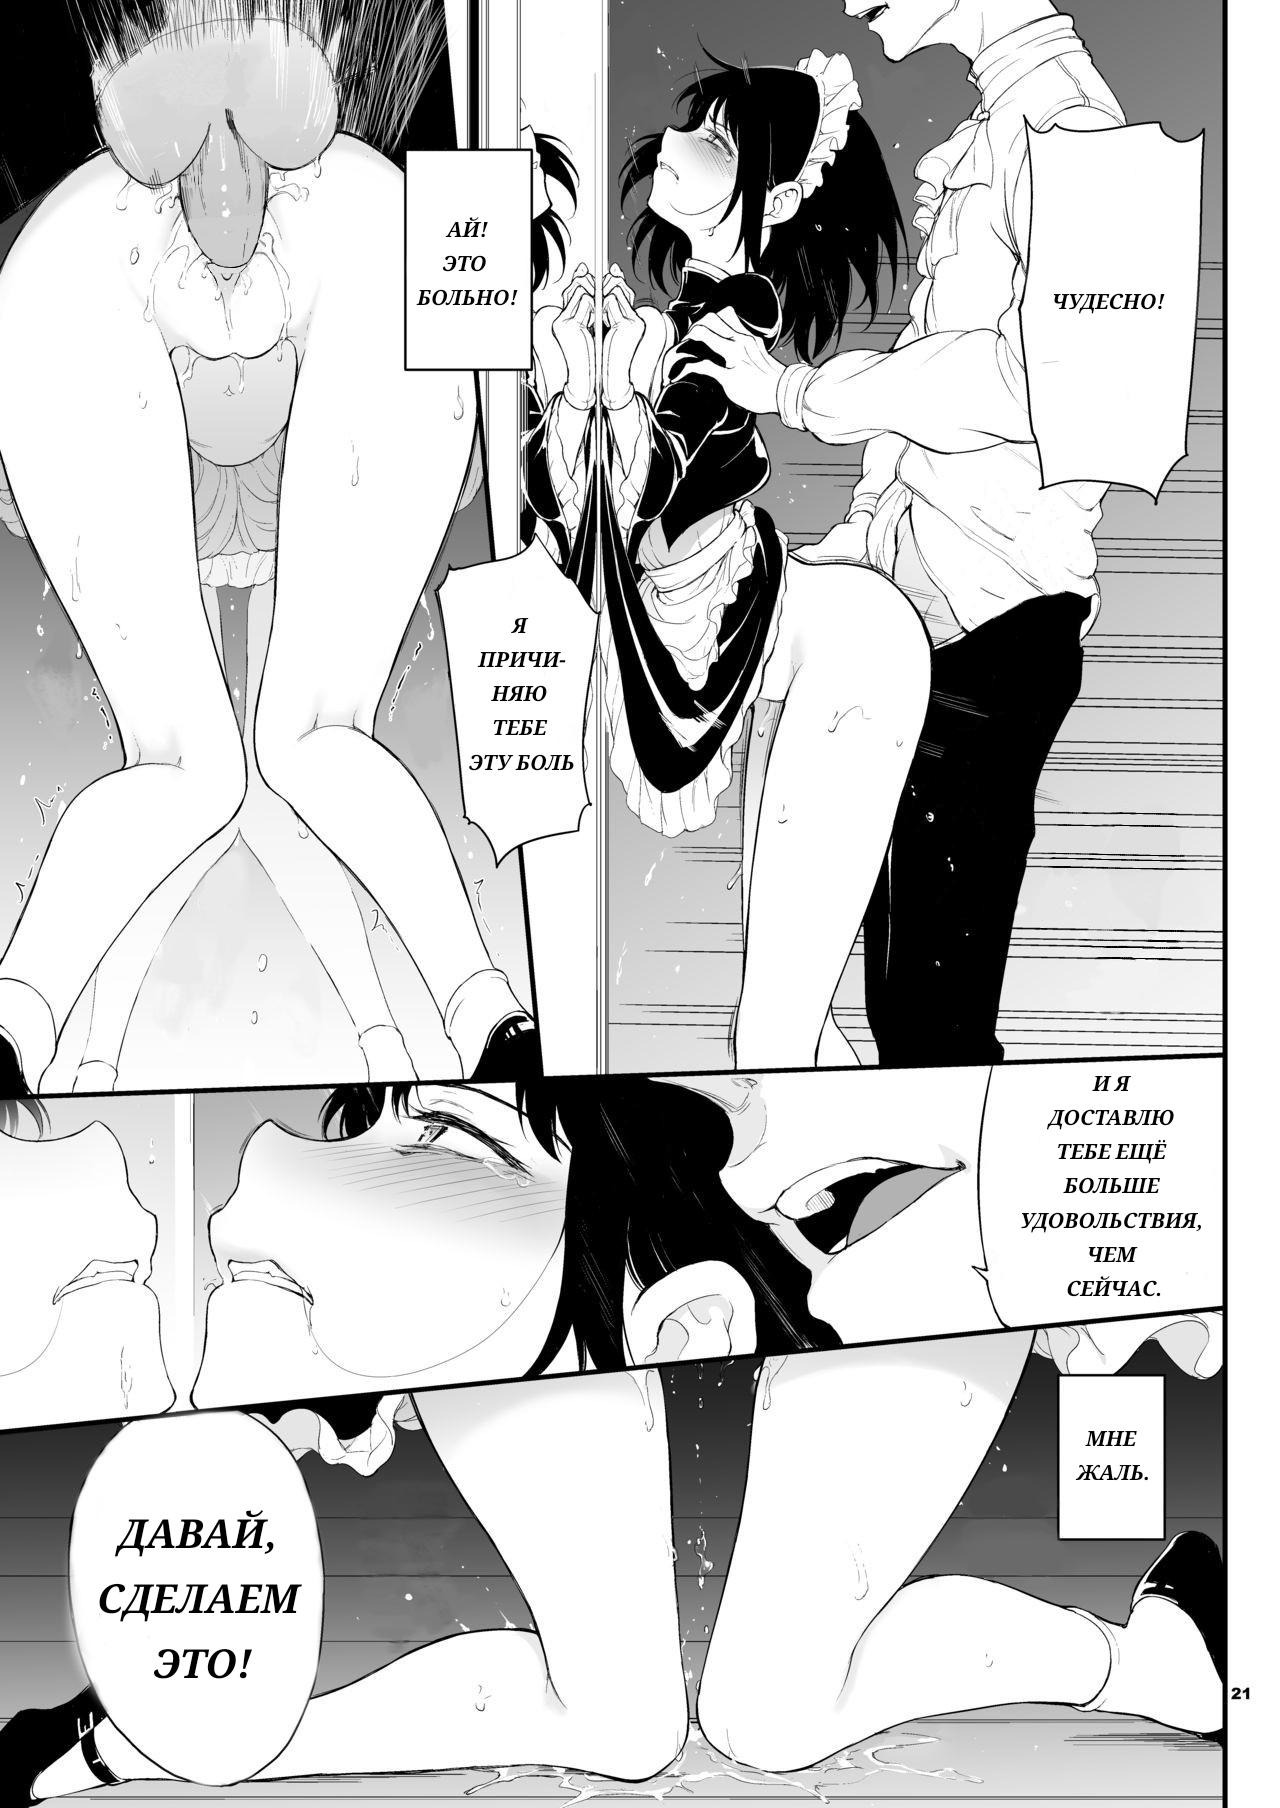 ЧУДЕСНО!
АЙ!
ЭТО
БОЛЬНО!
Я
ПРИЧИ-
НЯЮ
ТЕБЕ
ЭТУ БОЛЬ
И Я
ДОСТАВЛЮ
ТЕБЕ ЕЩЁ
БОЛЬШЕ
УДОВОЛЬСТВИЯ,
ЧЕМ
СЕЙЧАС.
МНЕ
ЖАЛЬ.
ДАВАЙ,
СДЕЛАЕМ
ЭТО!
21